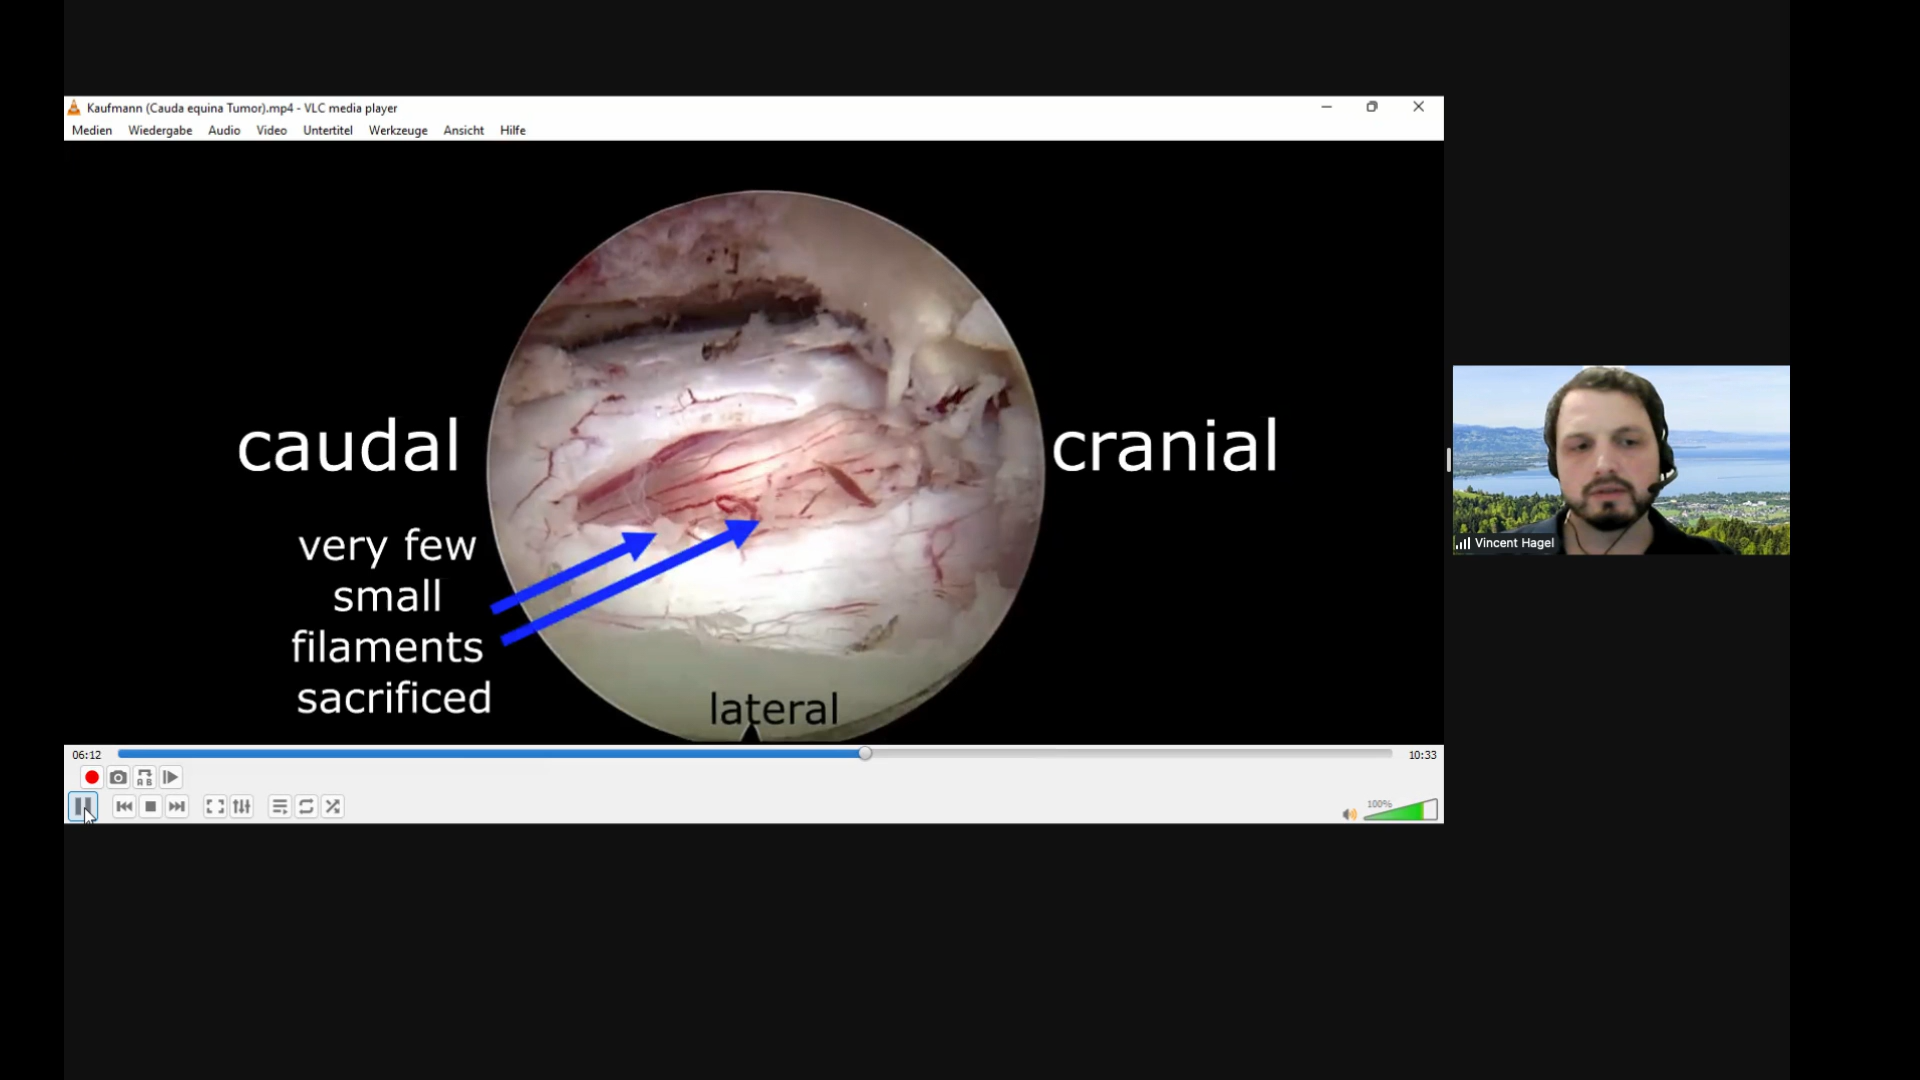 Kaufmann (Cauda equina Tumor).mp4 - VLC media player
Medien Wiedergabe Audio Video Untertitel Werkzeuge Ansicht Hilfe
caudal
cranial
very few
small
filaments
sacrificed
lateral
Vincent Hagel
06:12
10:33
A B
100%